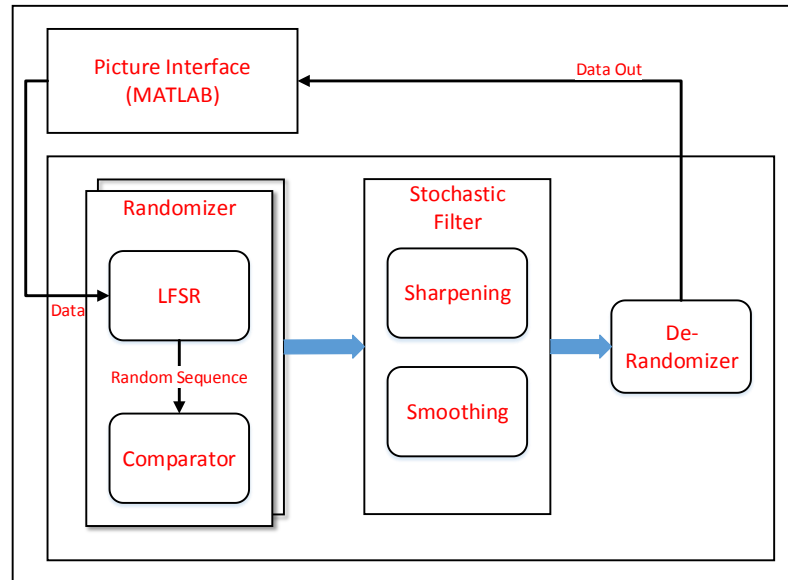 Picture Interface
(MATLAB)
Data Out
Randomizer
LFSR
Data
Random Sequence
Comparator
Stochastic
Filter
Sharpening
Smoothing
De-
Randomizer